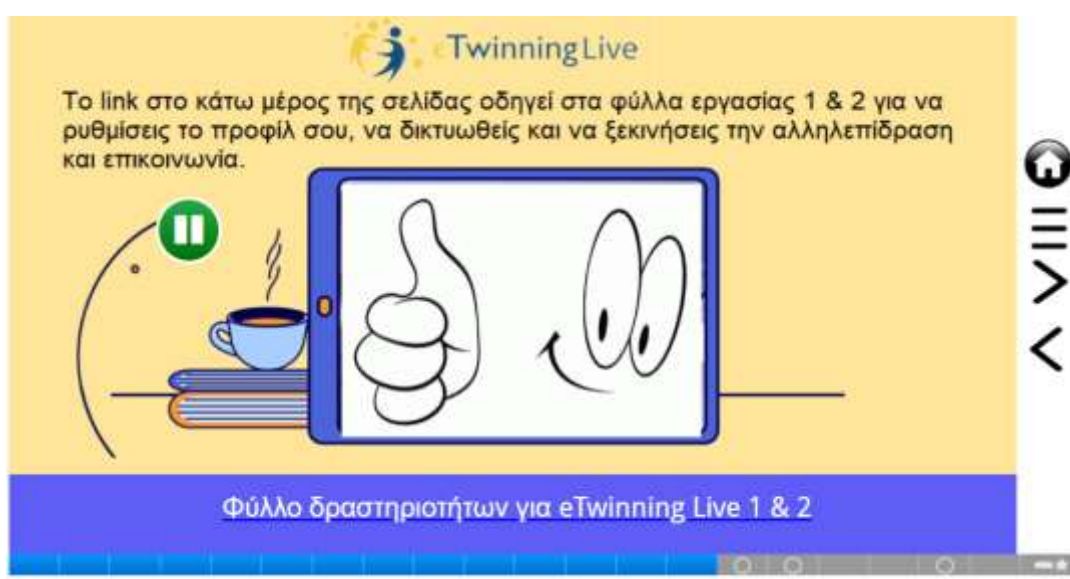 eTwinning Live
Το link στο κάτω μέρος της σελίδας οδηγεί στα φύλλα εργασίας 1 & 2 για να
ρυθμίσεις το προφίλ σου, να δικτυωθείς και να ξεκινήσεις την αλληλεπίδραση
και επικοινωνία.
Φύλλο δραστηριοτήτων για eTwinning Live 1 & 2